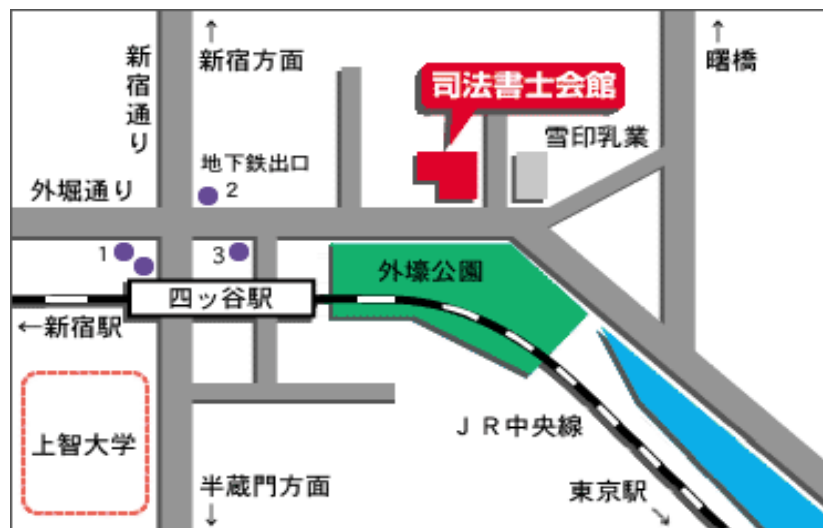 ↑
新宿方面
新宿通り
司法書士会館
↑
曙橋
雪印乳業
地下鉄出口
2
外堀通り
1
3
外壕公園
四ッ谷駅
←新宿駅
上智大学
ＪＲ中央線
半蔵門方面
↓
東京駅
↘